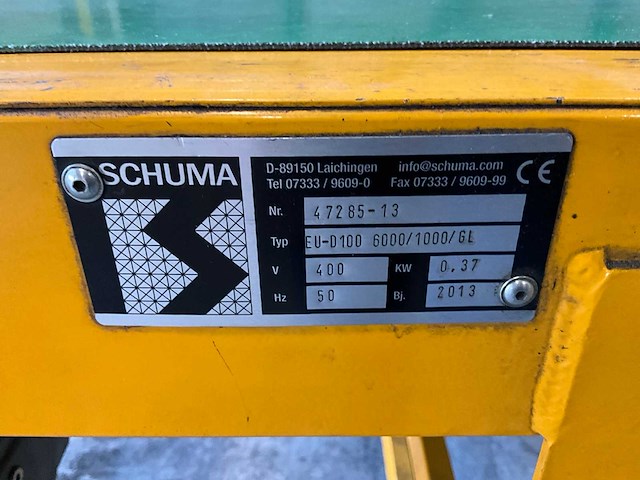 SCHUMA
D-89150 Laichingen info@schuma.com
Tel 07333 / 9609-0 Fax 07333 / 9609-99
CE
Nr. 47285-13
Typ EU-D100 6000/1000/GL
V 400 KW 0.37
Hz 50 Bj. 2013